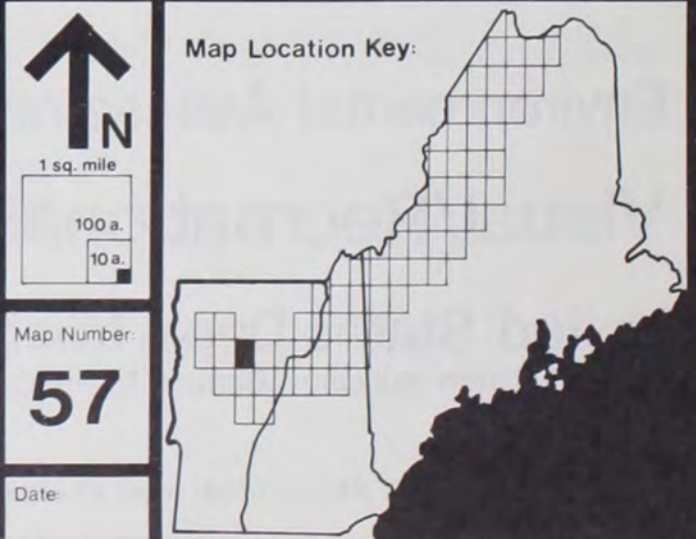 N
1 sq. mile
100 a.
10 a.
Map Number:
57
Date:
Map Location Key: